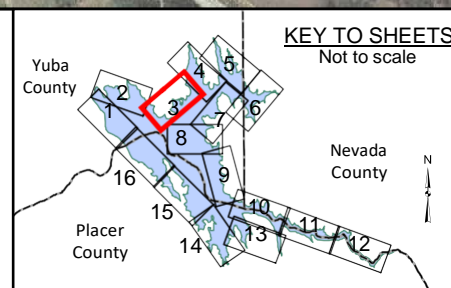 KEY TO SHEETS
Not to scale
Yuba
County
4
5
2
3
6
1
7
8
16
Nevada
County
9
N
15
10
11
Placer
County
13
12
14